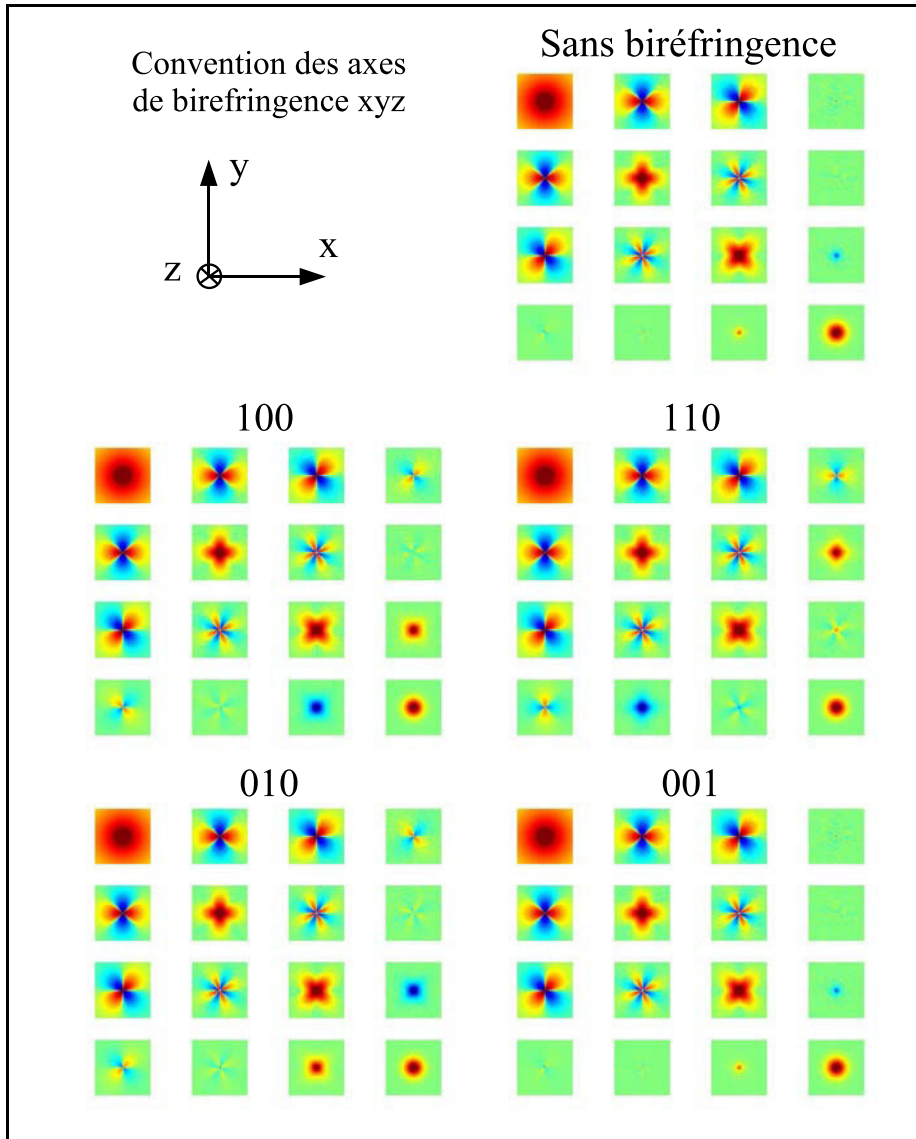 Sans biréfringence
Convention des axes
de birefringence xyz
y
x
z
100
110
010
001